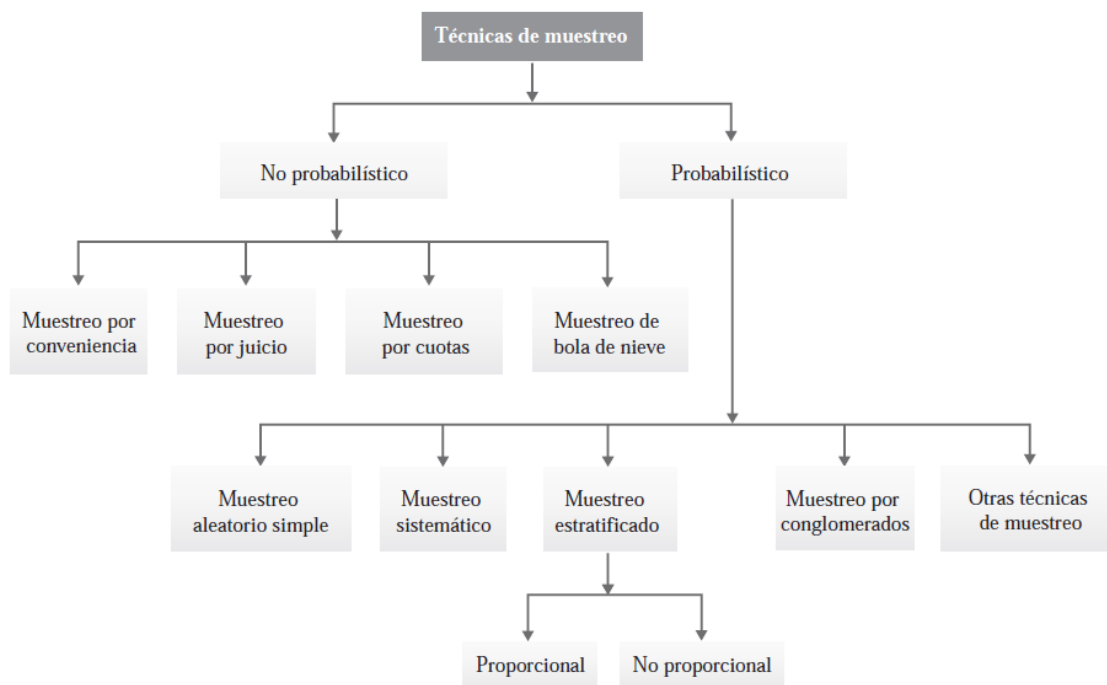 Técnicas de muestreo
No probabilístico
Probabilístico
Muestreo por
conveniencia
Muestreo
por juicio
Muestreo
por cuotas
Muestreo de
bola de nieve
Muestreo
aleatorio simple
Muestreo
sistemático
Muestreo
estratificado
Muestreo por
conglomerados
Otras técnicas
de muestreo
Proporcional
No proporcional